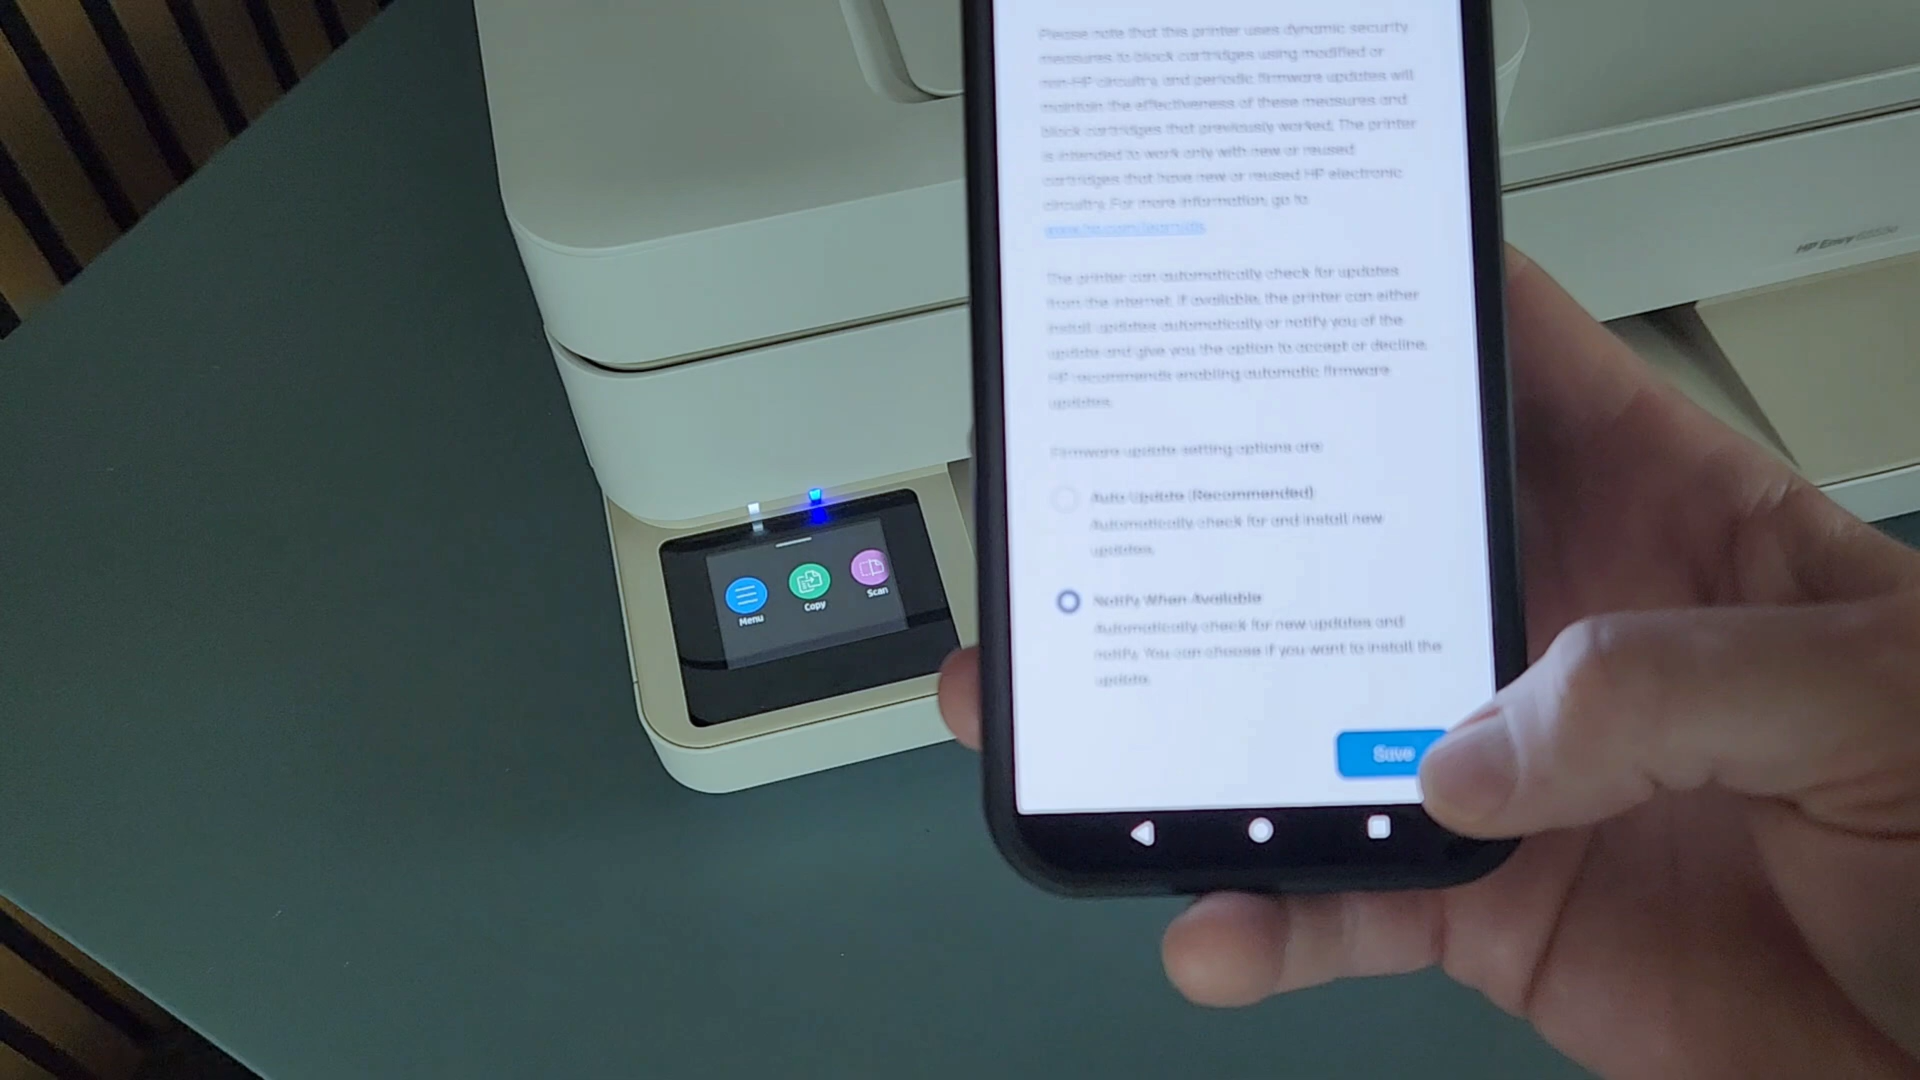 Please note that this printer uses dynamic security
measures to block cartridges using modified or
non-HP circuitry and periodic firmware updates will
maintain the effectiveness of these measures and
block cartridges that previously worked. The printer
is intended to work only with new or reused
cartridges that have new or reused HP electronic
circuitry. For more information, go to
The printer can automatically check for updates
from the internet. If available, the printer can either
install updates automatically or notify you of the
update and give you the option to accept or decline.
HP recommends enabling automatic firmware
updates.
Firmware update setting options are:
Auto Update (Recommended)
Automatically check for and install new
updates.
Notify When Available
Automatically check for new updates and
notify. You can choose if you want to install the
update.
Save
Menu
Copy
Scan
HP Envy